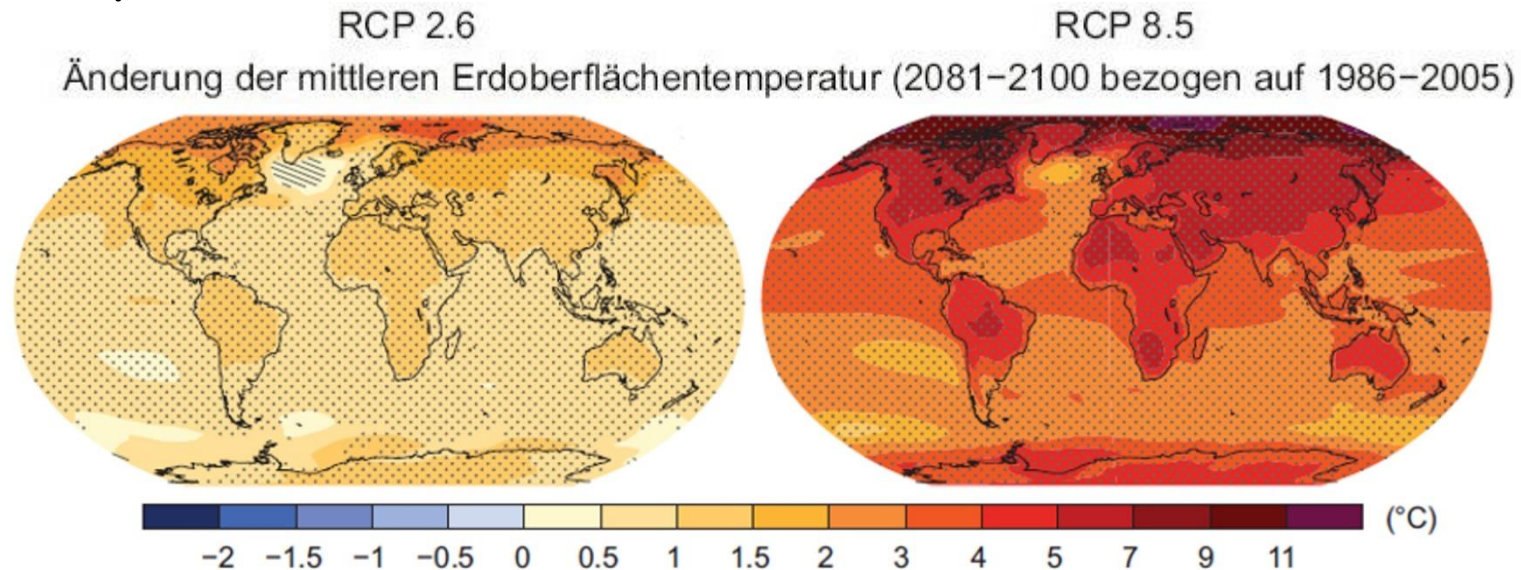 RCP 2.6 RCP 8.5
Änderung der mittleren Erdoberflächentemperatur (2081−2100 bezogen auf 1986−2005)
−2 −1.5 −1 −0.5 0 0.5 1 1.5 2 3 4 5 7 9 11 (°C)